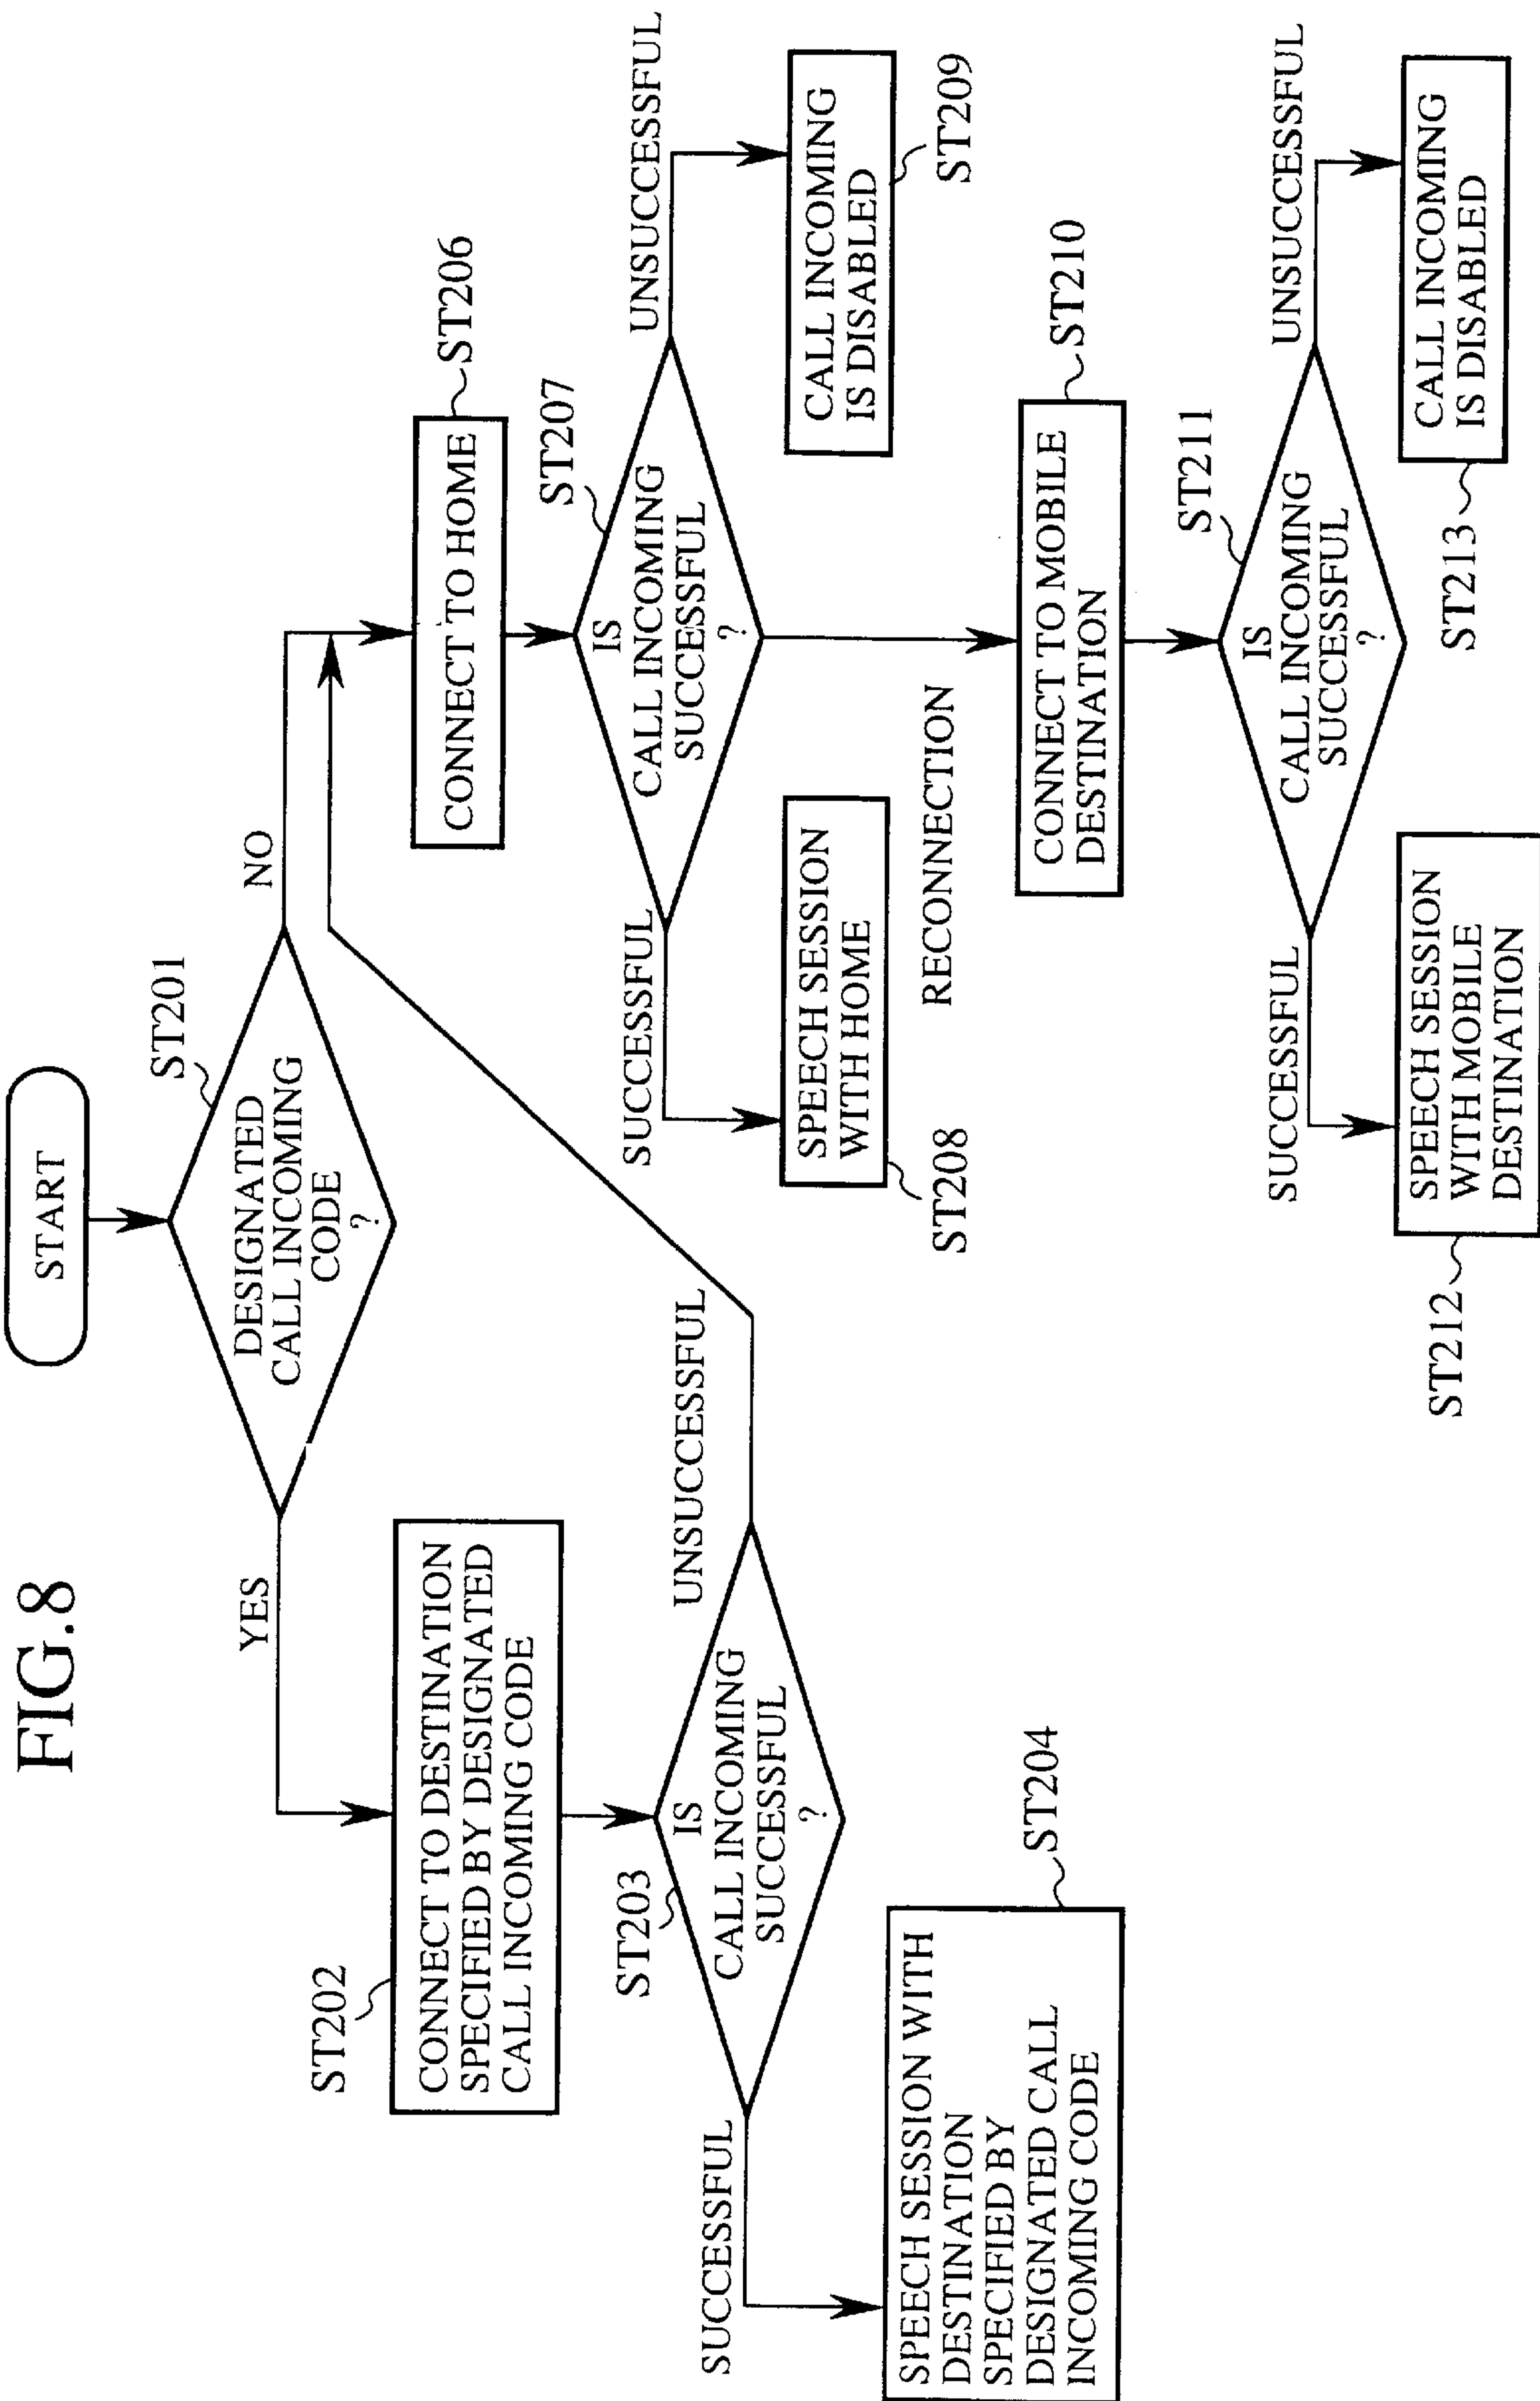 FIG.8
START
ST201
DESIGNATED
CALL INCOMING
CODE
?
YES
NO
ST202
CONNECT TO DESTINATION
SPECIFIED BY DESIGNATED
CALL INCOMING CODE
ST203
IS
CALL INCOMING
SUCCESSFUL
?
SUCCESSFUL
UNSUCCESSFUL
SPEECH SESSION WITH
DESTINATION
SPECIFIED BY
DESIGNATED CALL
INCOMING CODE
ST204
CONNECT TO HOME
ST206
ST207
IS
CALL INCOMING
SUCCESSFUL
?
SUCCESSFUL
UNSUCCESSFUL
SPEECH SESSION
WITH HOME
ST208
CALL INCOMING
IS DISABLED
ST209
RECONNECTION
CONNECT TO MOBILE
DESTINATION
ST210
ST211
IS
CALL INCOMING
SUCCESSFUL
?
SUCCESSFUL
UNSUCCESSFUL
ST212
SPEECH SESSION
WITH MOBILE
DESTINATION
ST213
CALL INCOMING
IS DISABLED